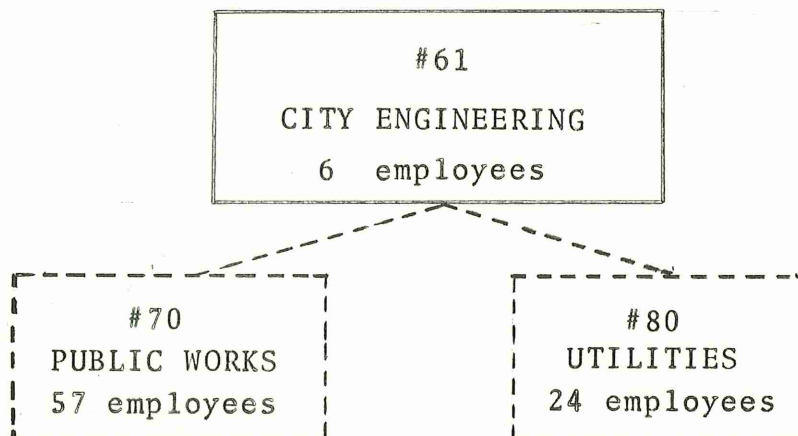 #61
CITY ENGINEERING
6 employees
#70
PUBLIC WORKS
57 employees
#80
UTILITIES
24 employees